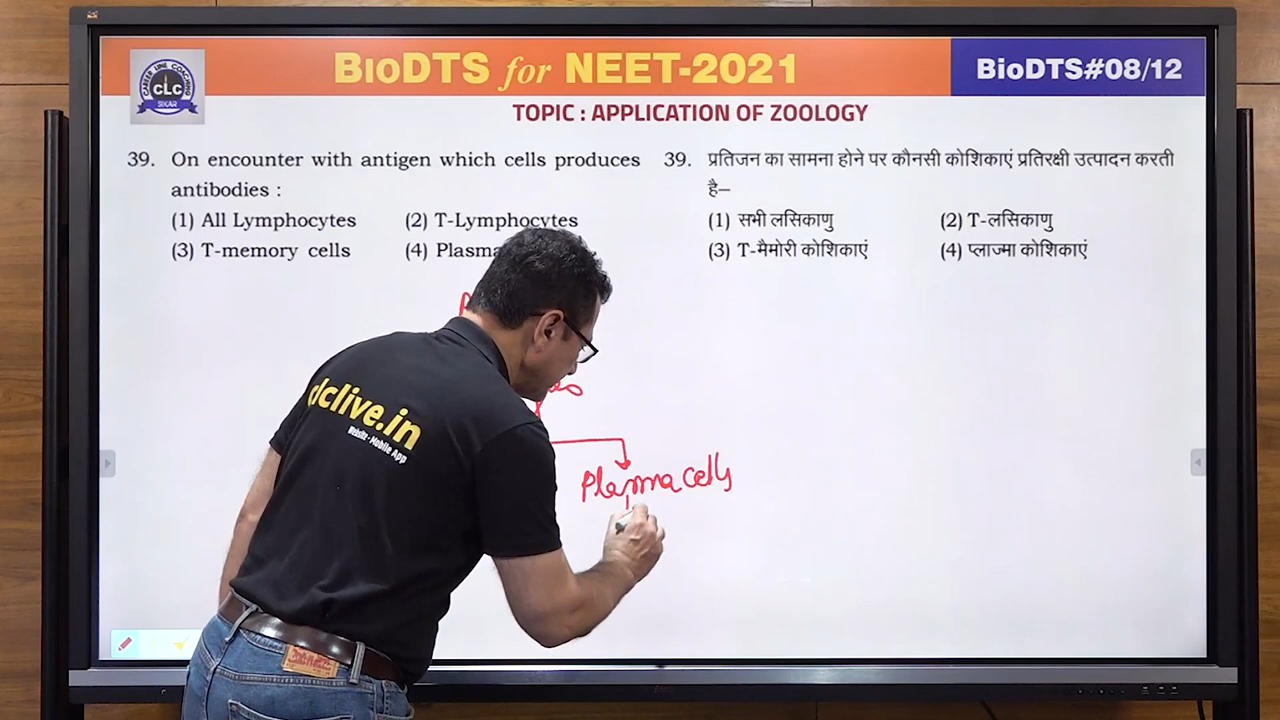 BIODTS for NEET-2021
BIODTS#08/12
CAREER LINE COACHING
CLC
SIKAR
TOPIC : APPLICATION OF ZOOLOGY
39. On encounter with antigen which cells produces
antibodies :
(1) All Lymphocytes (2) T-Lymphocytes
(3) T-memory cells (4) Plasma
39. प्रतिजन का सामना होने पर कौनसी कोशिकाएं प्रतिरक्षी उत्पादन करती
है–
(1) सभी लसिकाणु (2) T-लसिकाणु
(3) T-मैमोरी कोशिकाएं (4) प्लाज्मा कोशिकाएं
clclive.in
Website - Mobile App
Plasma cells